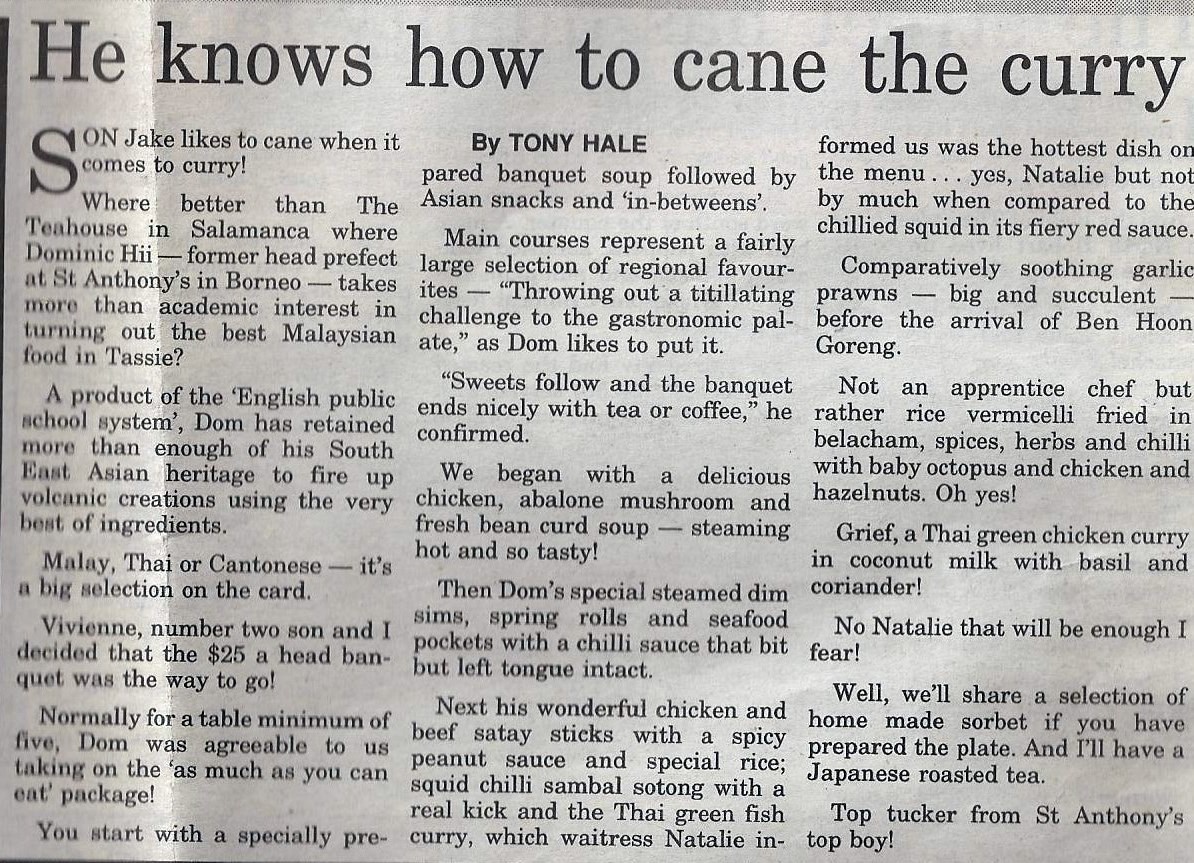 He knows how to cane the curry
SON Jake likes to cane when it
comes to curry!
Where better than The
Teahouse in Salamanca where
Dominic Hii — former head prefect
at St Anthony's in Borneo — takes
more than academic interest in
turning out the best Malaysian
food in Tassie?
A product of the 'English public
school system', Dom has retained
more than enough of his South
East Asian heritage to fire up
volcanic creations using the very
best of ingredients.
Malay, Thai or Cantonese — it's
a big selection on the card.
Vivienne, number two son and I
decided that the $25 a head ban-
quet was the way to go!
Normally for a table minimum of
five, Dom was agreeable to us
taking on the 'as much as you can
eat' package!
You start with a specially pre-
By TONY HALE
pared banquet soup followed by
Asian snacks and 'in-betweens'.
Main courses represent a fairly
large selection of regional favour-
ites — "Throwing out a titillating
challenge to the gastronomic pal-
ate," as Dom likes to put it.
"Sweets follow and the banquet
ends nicely with tea or coffee," he
confirmed.
We began with a delicious
chicken, abalone mushroom and
fresh bean curd soup — steaming
hot and so tasty!
Then Dom's special steamed dim
sims, spring rolls and seafood
pockets with a chilli sauce that bit
but left tongue intact.
Next his wonderful chicken and
beef satay sticks with a spicy
peanut sauce and special rice;
squid chilli sambal sotong with a
real kick and the Thai green fish
curry, which waitress Natalie in-
formed us was the hottest dish on
the menu . . . yes, Natalie but not
by much when compared to the
chillied squid in its fiery red sauce.
Comparatively soothing garlic
prawns — big and succulent —
before the arrival of Ben Hoon
Goreng.
Not an apprentice chef but
rather rice vermicelli fried in
belacham, spices, herbs and chilli
with baby octopus and chicken and
hazelnuts. Oh yes!
Grief, a Thai green chicken curry
in coconut milk with basil and
coriander!
No Natalie that will be enough I
fear!
Well, we'll share a selection of
home made sorbet if you have
prepared the plate. And I'll have a
Japanese roasted tea.
Top tucker from St Anthony's
top boy!